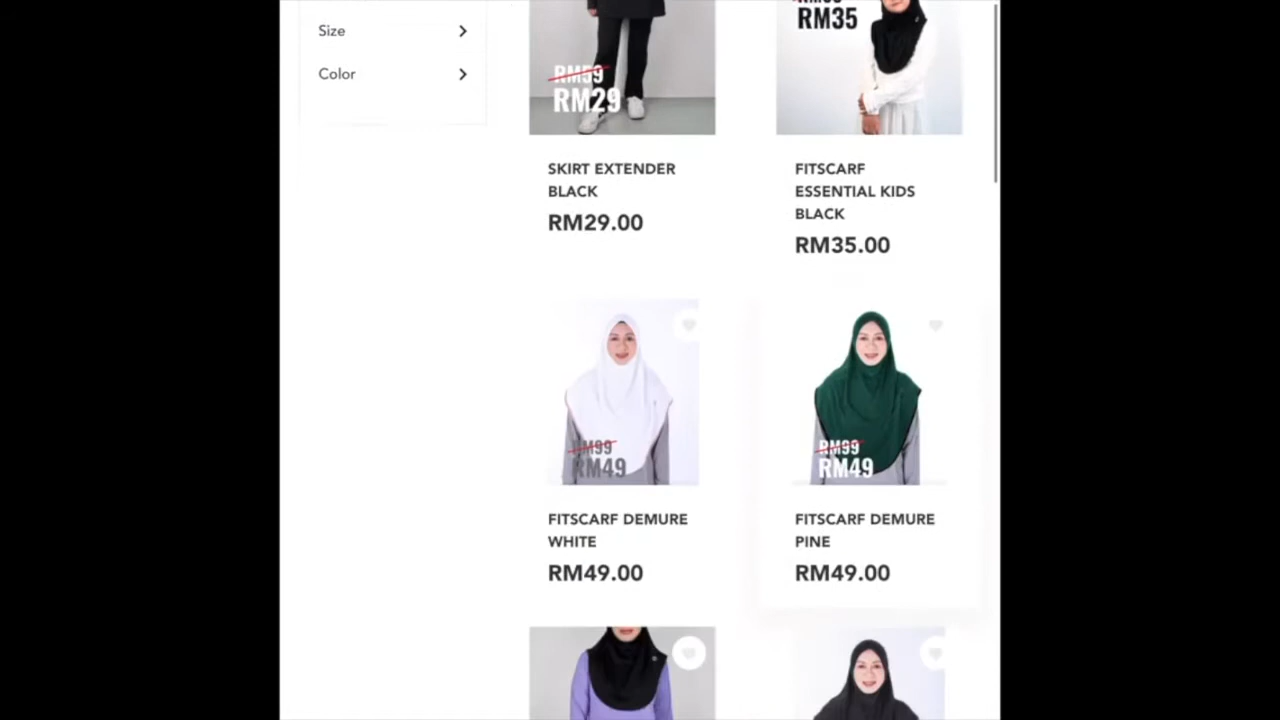 Size
Color
RM59
RM29
RM35
SKIRT EXTENDER
BLACK
RM29.00
FITSCARF
ESSENTIAL KIDS
BLACK
RM35.00
RM99
RM49
RM99
RM49
FITSCARF DEMURE
WHITE
RM49.00
FITSCARF DEMURE
PINE
RM49.00